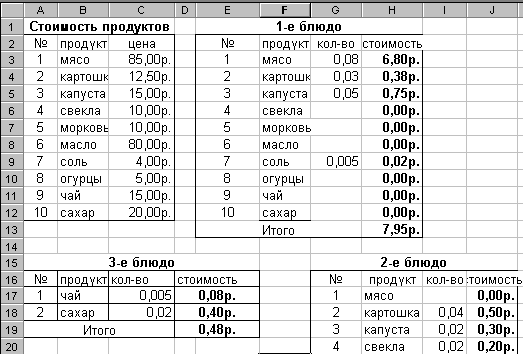 A B C D E F G H I J
1 Стоимость продуктов 1-е блюдо
2 № продукт цена № продукт кол-во стоимость
3 1 мясо 85,00р. 1 мясо 0,08 6,80р.
4 2 картошк 12,50р. 2 картошк 0,03 0,38р.
5 3 капуста 15,00р. 3 капуста 0,05 0,75р.
6 4 свекла 10,00р. 4 свекла 0,00р.
7 5 морковь 10,00р. 5 морковь 0,00р.
8 6 масло 80,00р. 6 масло 0,00р.
9 7 соль 4,00р. 7 соль 0,005 0,02р.
10 8 огурцы 5,00р. 8 огурцы 0,00р.
11 9 чай 15,00р. 9 чай 0,00р.
12 10 сахар 20,00р. 10 сахар 0,00р.
13 Итого 7,95р.
14
15 3-е блюдо 2-е блюдо
16 № продукт кол-во стоимость № продукт кол-во тоимость
17 1 чай 0,005 0,08р. 1 мясо 0,00р.
18 2 сахар 0,02 0,40р. 2 картошка 0,04 0,50р.
19 Итого 0,48р. 3 капуста 0,02 0,30р.
20 4 свекла 0,02 0,20р.